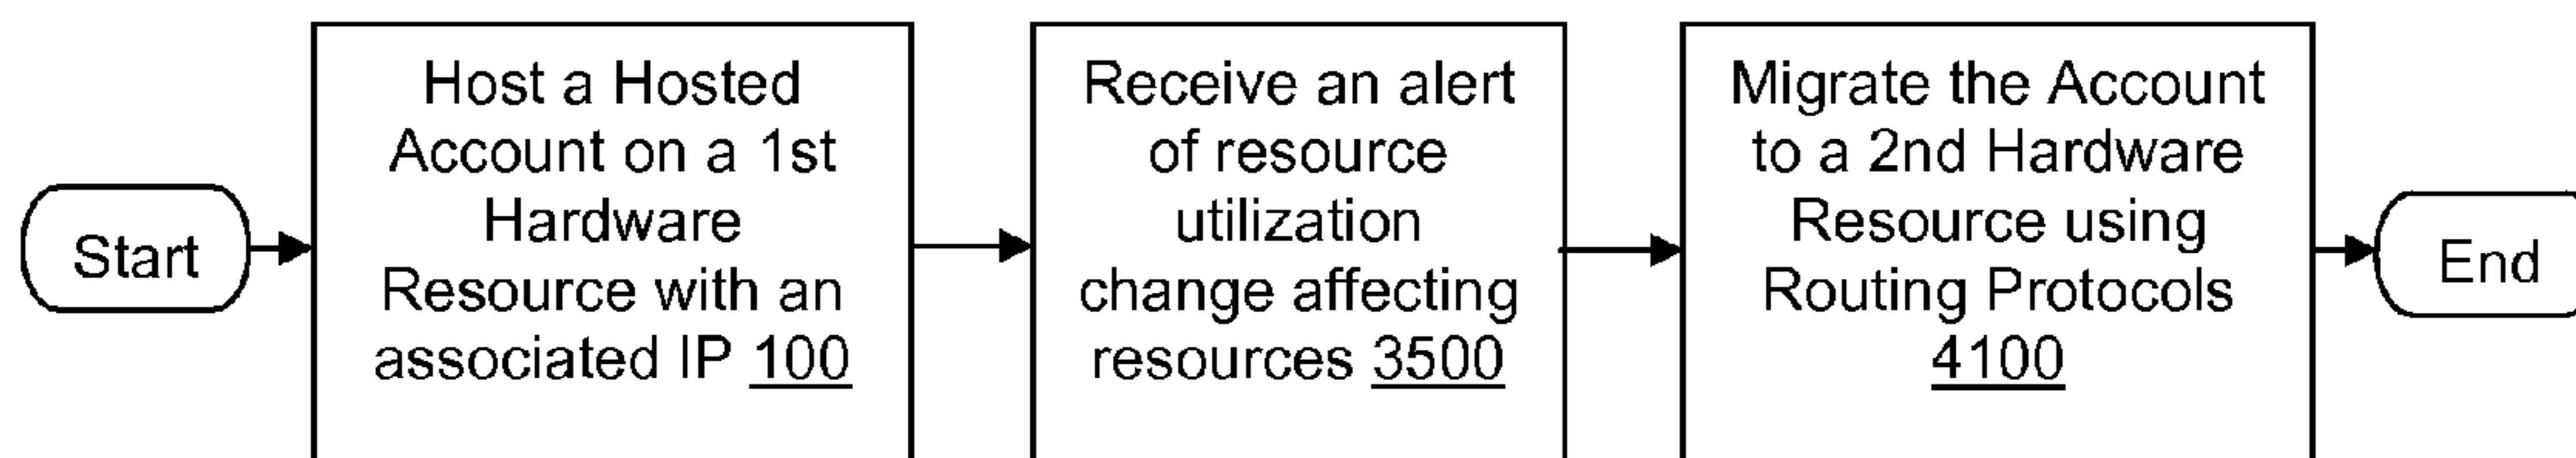 Start
Host a Hosted
Account on a 1st
Hardware
Resource with an
associated IP 100
Receive an alert
of resource
utilization
change affecting
resources 3500
Migrate the Account
to a 2nd Hardware
Resource using
Routing Protocols
4100
End